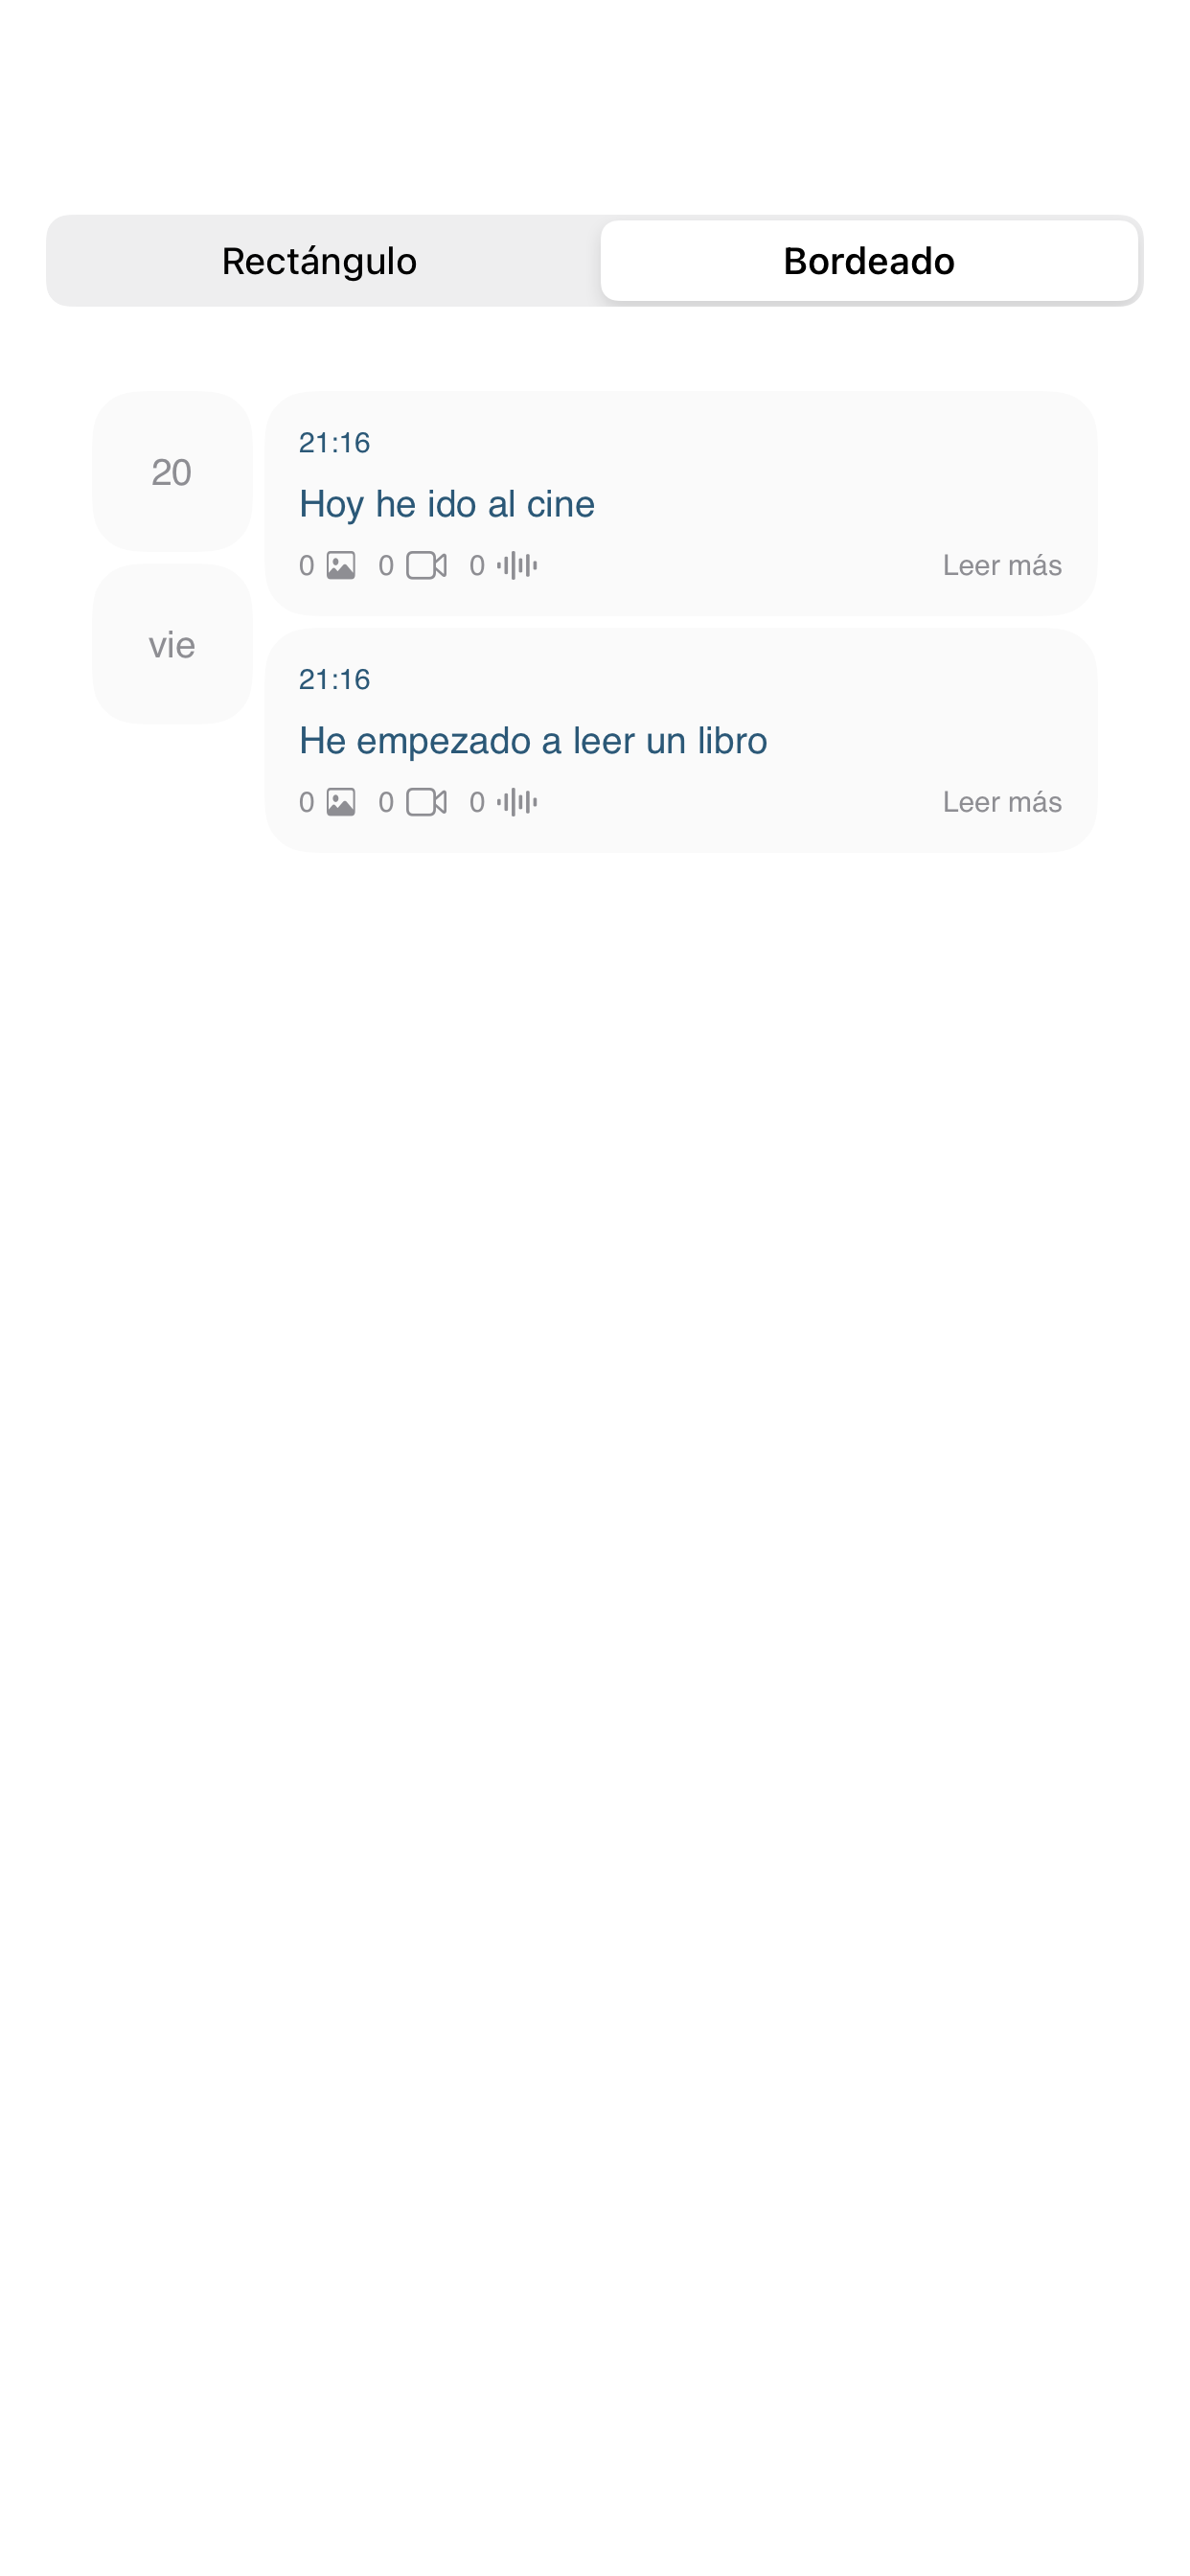 Rectángulo
Bordeado
20
vie
21:16
Hoy he ido al cine
0 0 0 Leer más
21:16
He empezado a leer un libro
0 0 0 Leer más